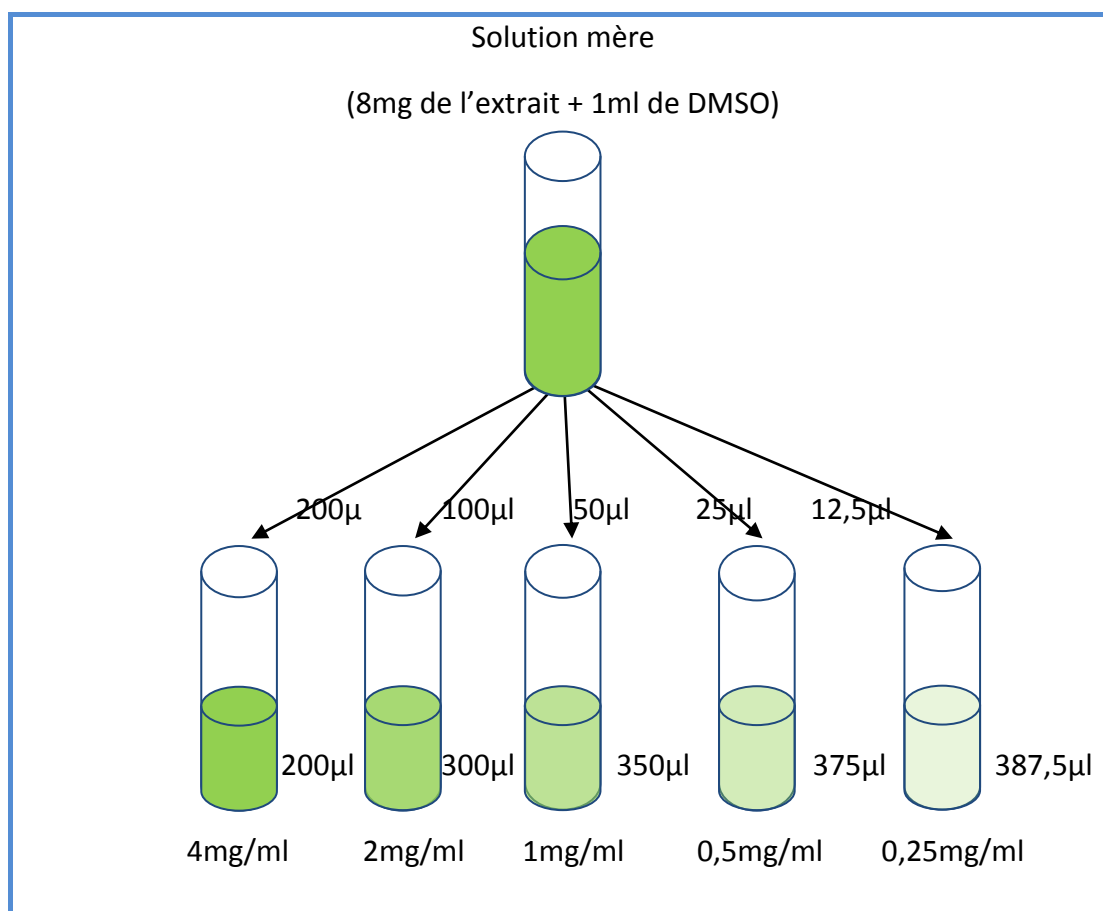 Solution mère
(8mg de l’extrait + 1ml de DMSO)
200µ 100µl 50µl 25µl 12,5µl
200µl 300µl 350µl 375µl 387,5µl
4mg/ml 2mg/ml 1mg/ml 0,5mg/ml 0,25mg/ml